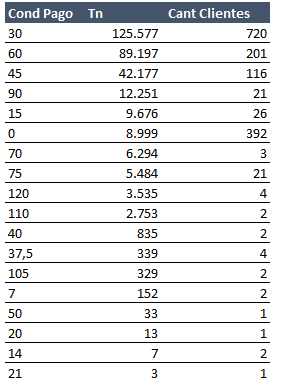 Cond Pago Tn Cant Clientes
30 125.577 720
60 89.197 201
45 42.177 116
90 12.251 21
15 9.676 26
0 8.999 392
70 6.294 3
75 5.484 21
120 3.535 4
110 2.753 2
40 835 2
37,5 339 4
105 329 2
7 152 2
50 33 1
20 13 1
14 7 2
21 3 1